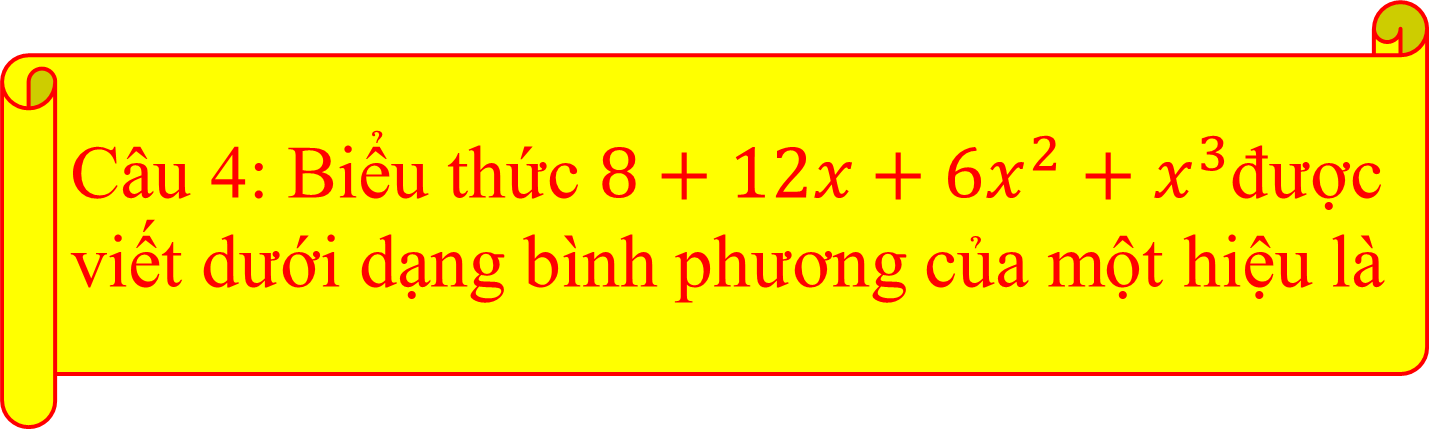 Câu 4: Biểu thức 8 + 12𝑥 + 6𝑥² + 𝑥³được
viết dưới dạng bình phương của một hiệu là